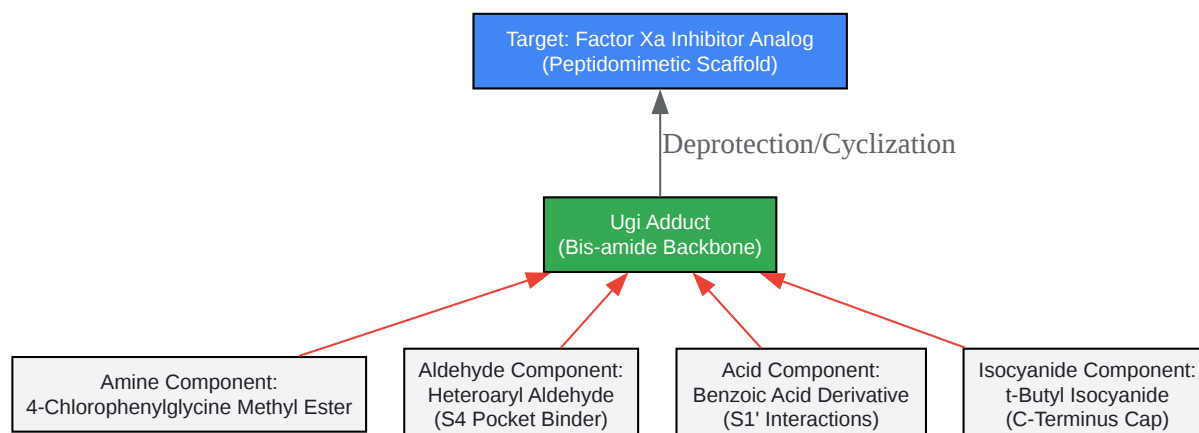 Target: Factor Xa Inhibitor Analog
(Peptidomimetic Scaffold)
Deprotection/Cyclization
Ugi Adduct
(Bis-amide Backbone)
Amine Component:
4-Chlorophenylglycine Methyl Ester
Aldehyde Component:
Heteroaryl Aldehyde
(S4 Pocket Binder)
Acid Component:
Benzoic Acid Derivative
(S1' Interactions)
Isocyanide Component:
t-Butyl Isocyanide
(C-Terminus Cap)